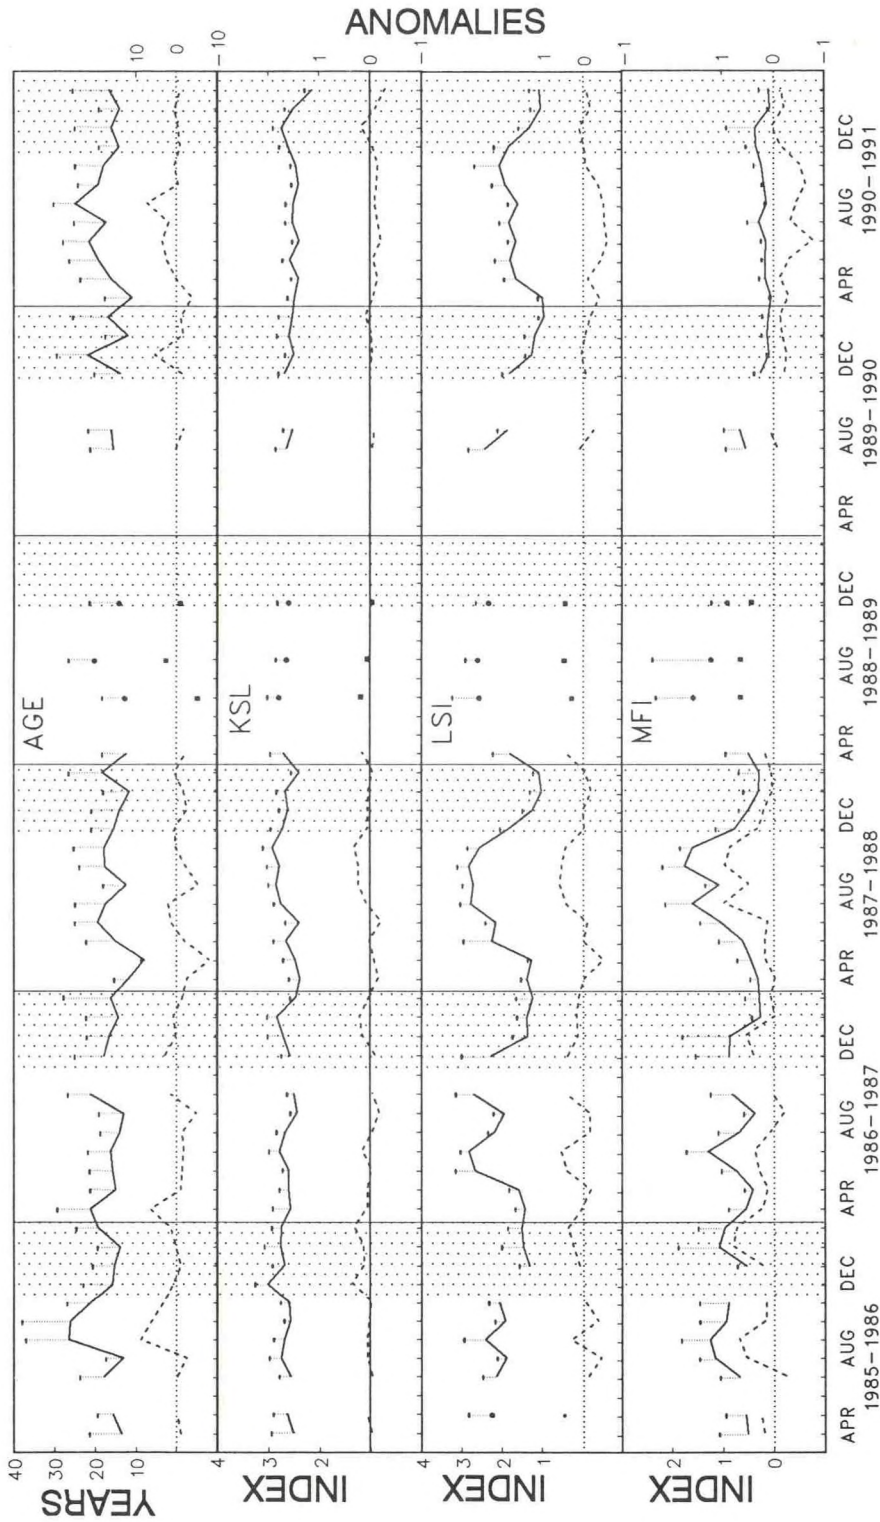 ANOMALIES
10
0
-10
1
0
-1
1
0
-1
1
0
-1
AGE
KSL
LSI
MFI
40
30
20
10
4
3
2
4
3
2
1
2
1
0
YEARS
INDEX
INDEX
INDEX
APR AUG DEC APR AUG DEC APR AUG DEC APR AUG DEC APR AUG DEC APR AUG DEC
1985-1986 1986-1987 1987-1988 1988-1989 1989-1990 1990-1991